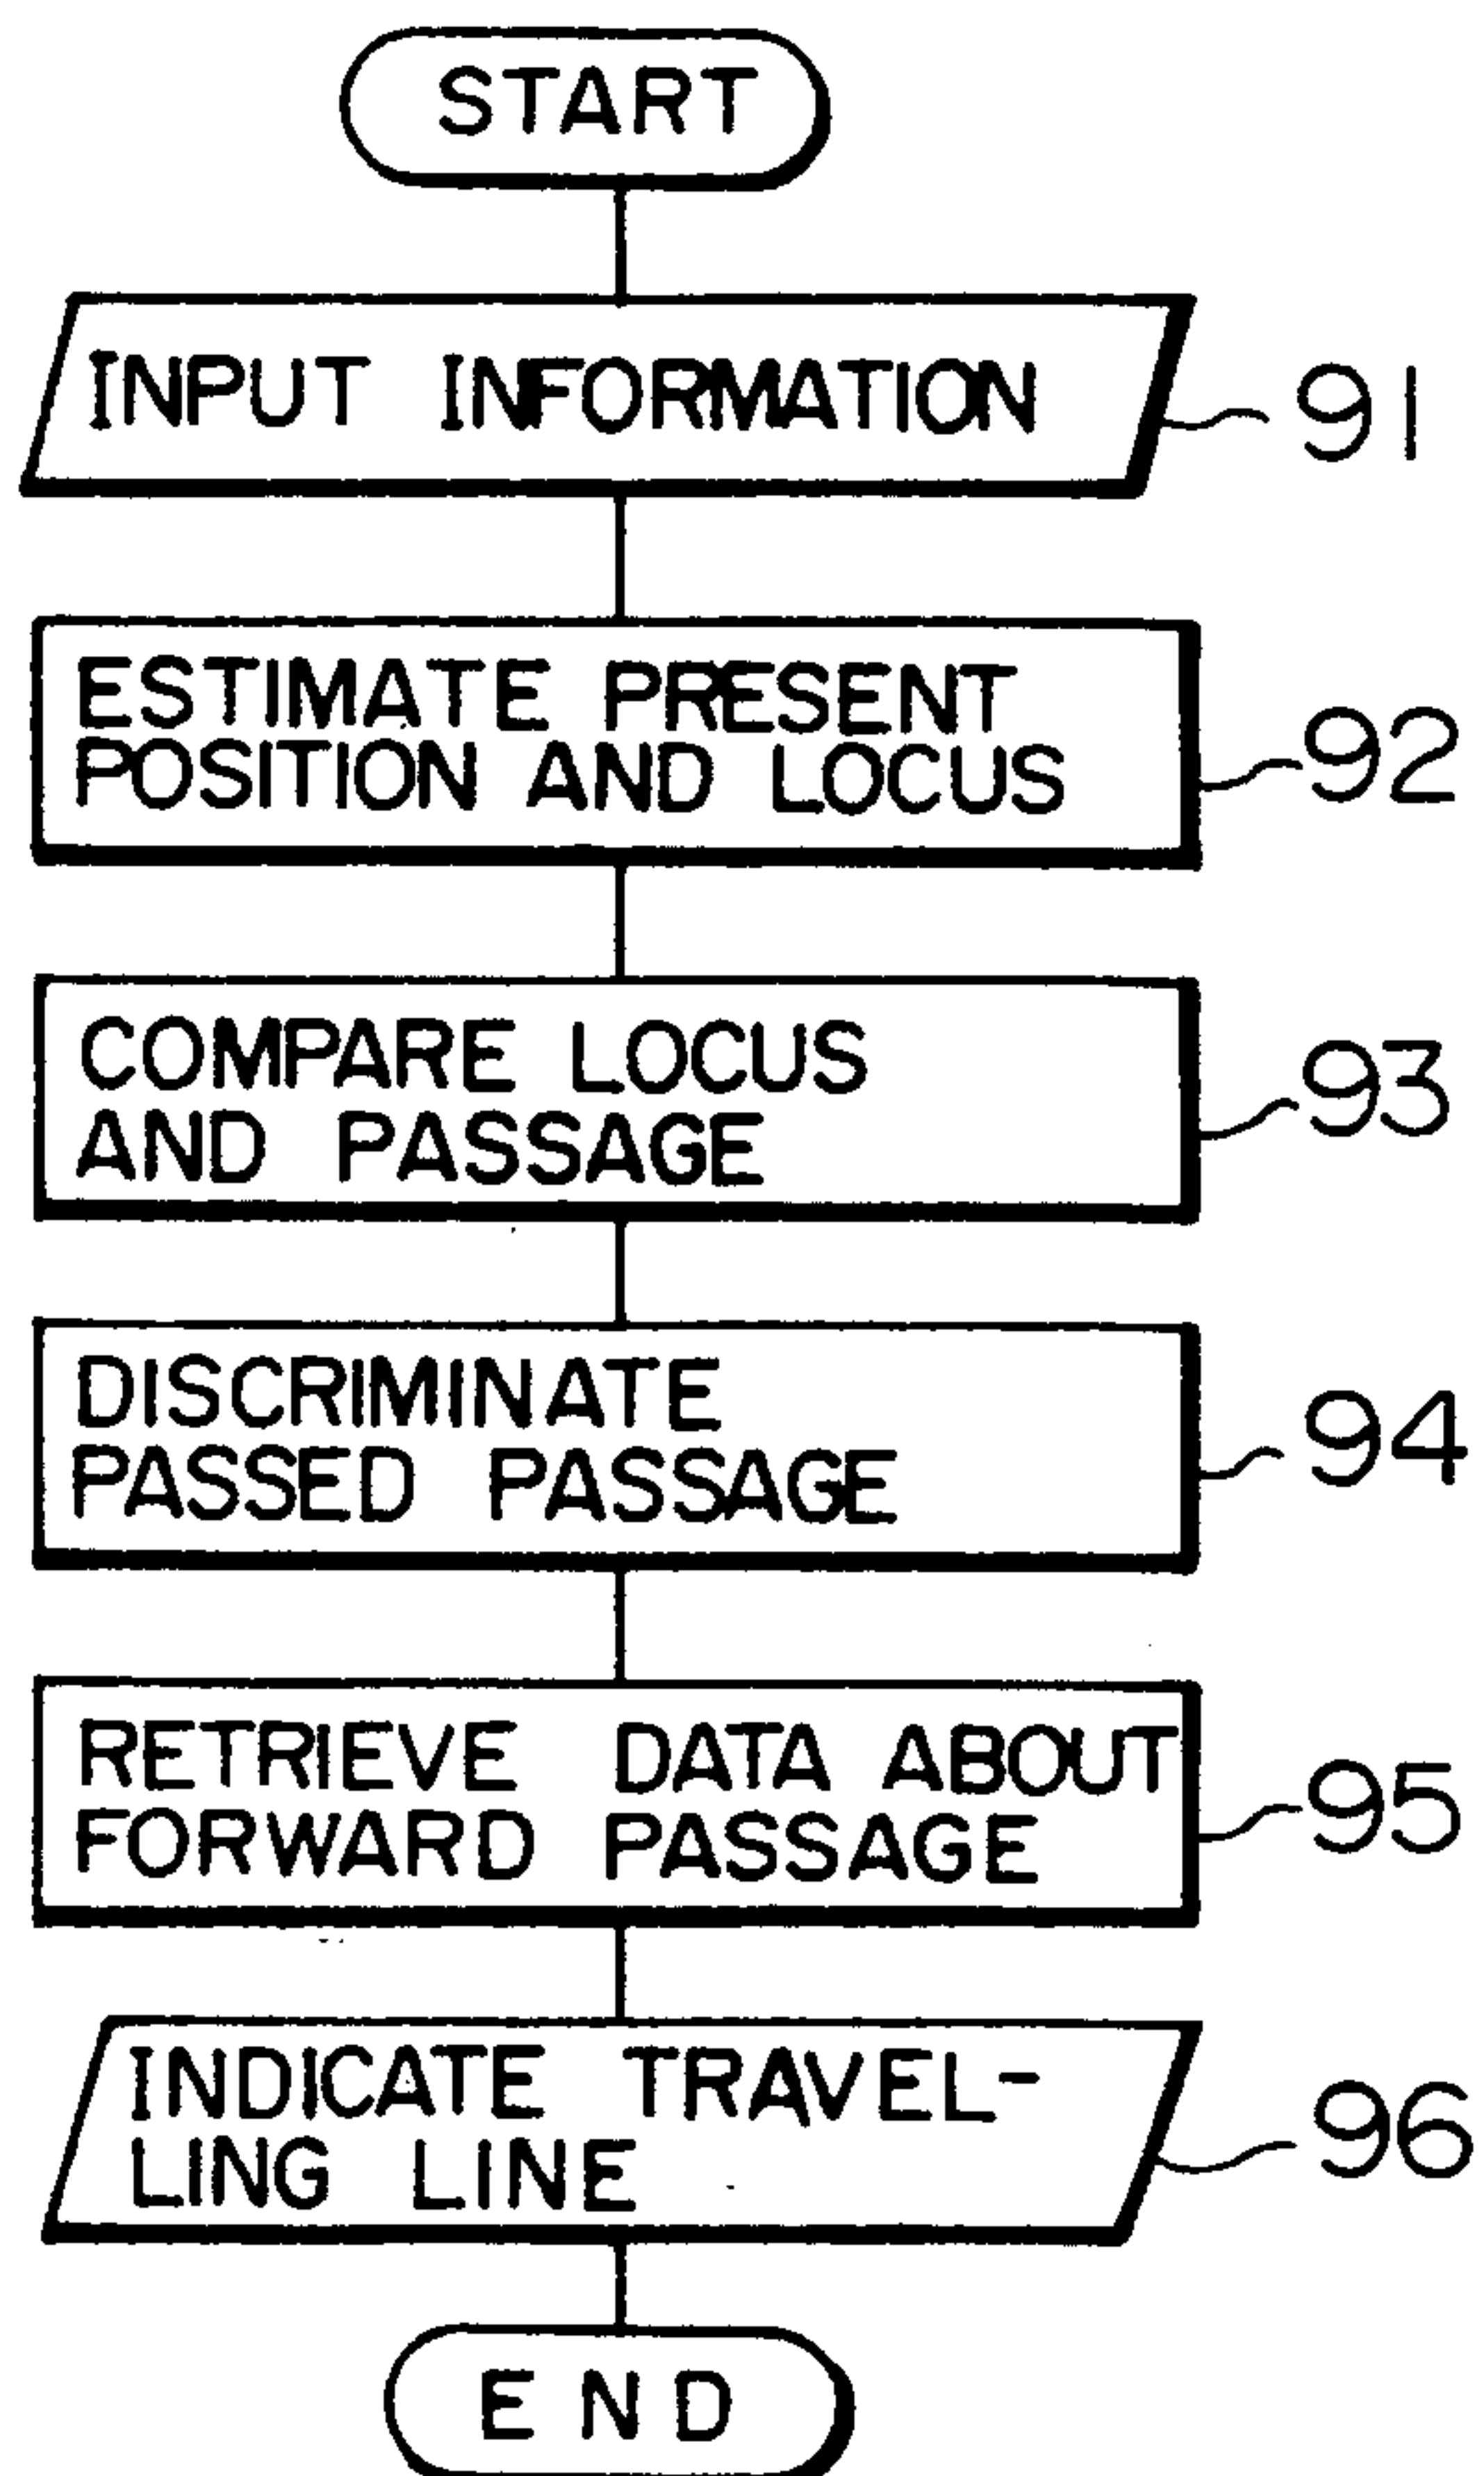 START
INPUT INFORMATION
91
ESTIMATE PRESENT
POSITION AND LOCUS
92
COMPARE LOCUS
AND PASSAGE
93
DISCRIMINATE
PASSED PASSAGE
94
RETRIEVE DATA ABOUT
FORWARD PASSAGE
95
INDICATE TRAVEL-
LING LINE
96
END